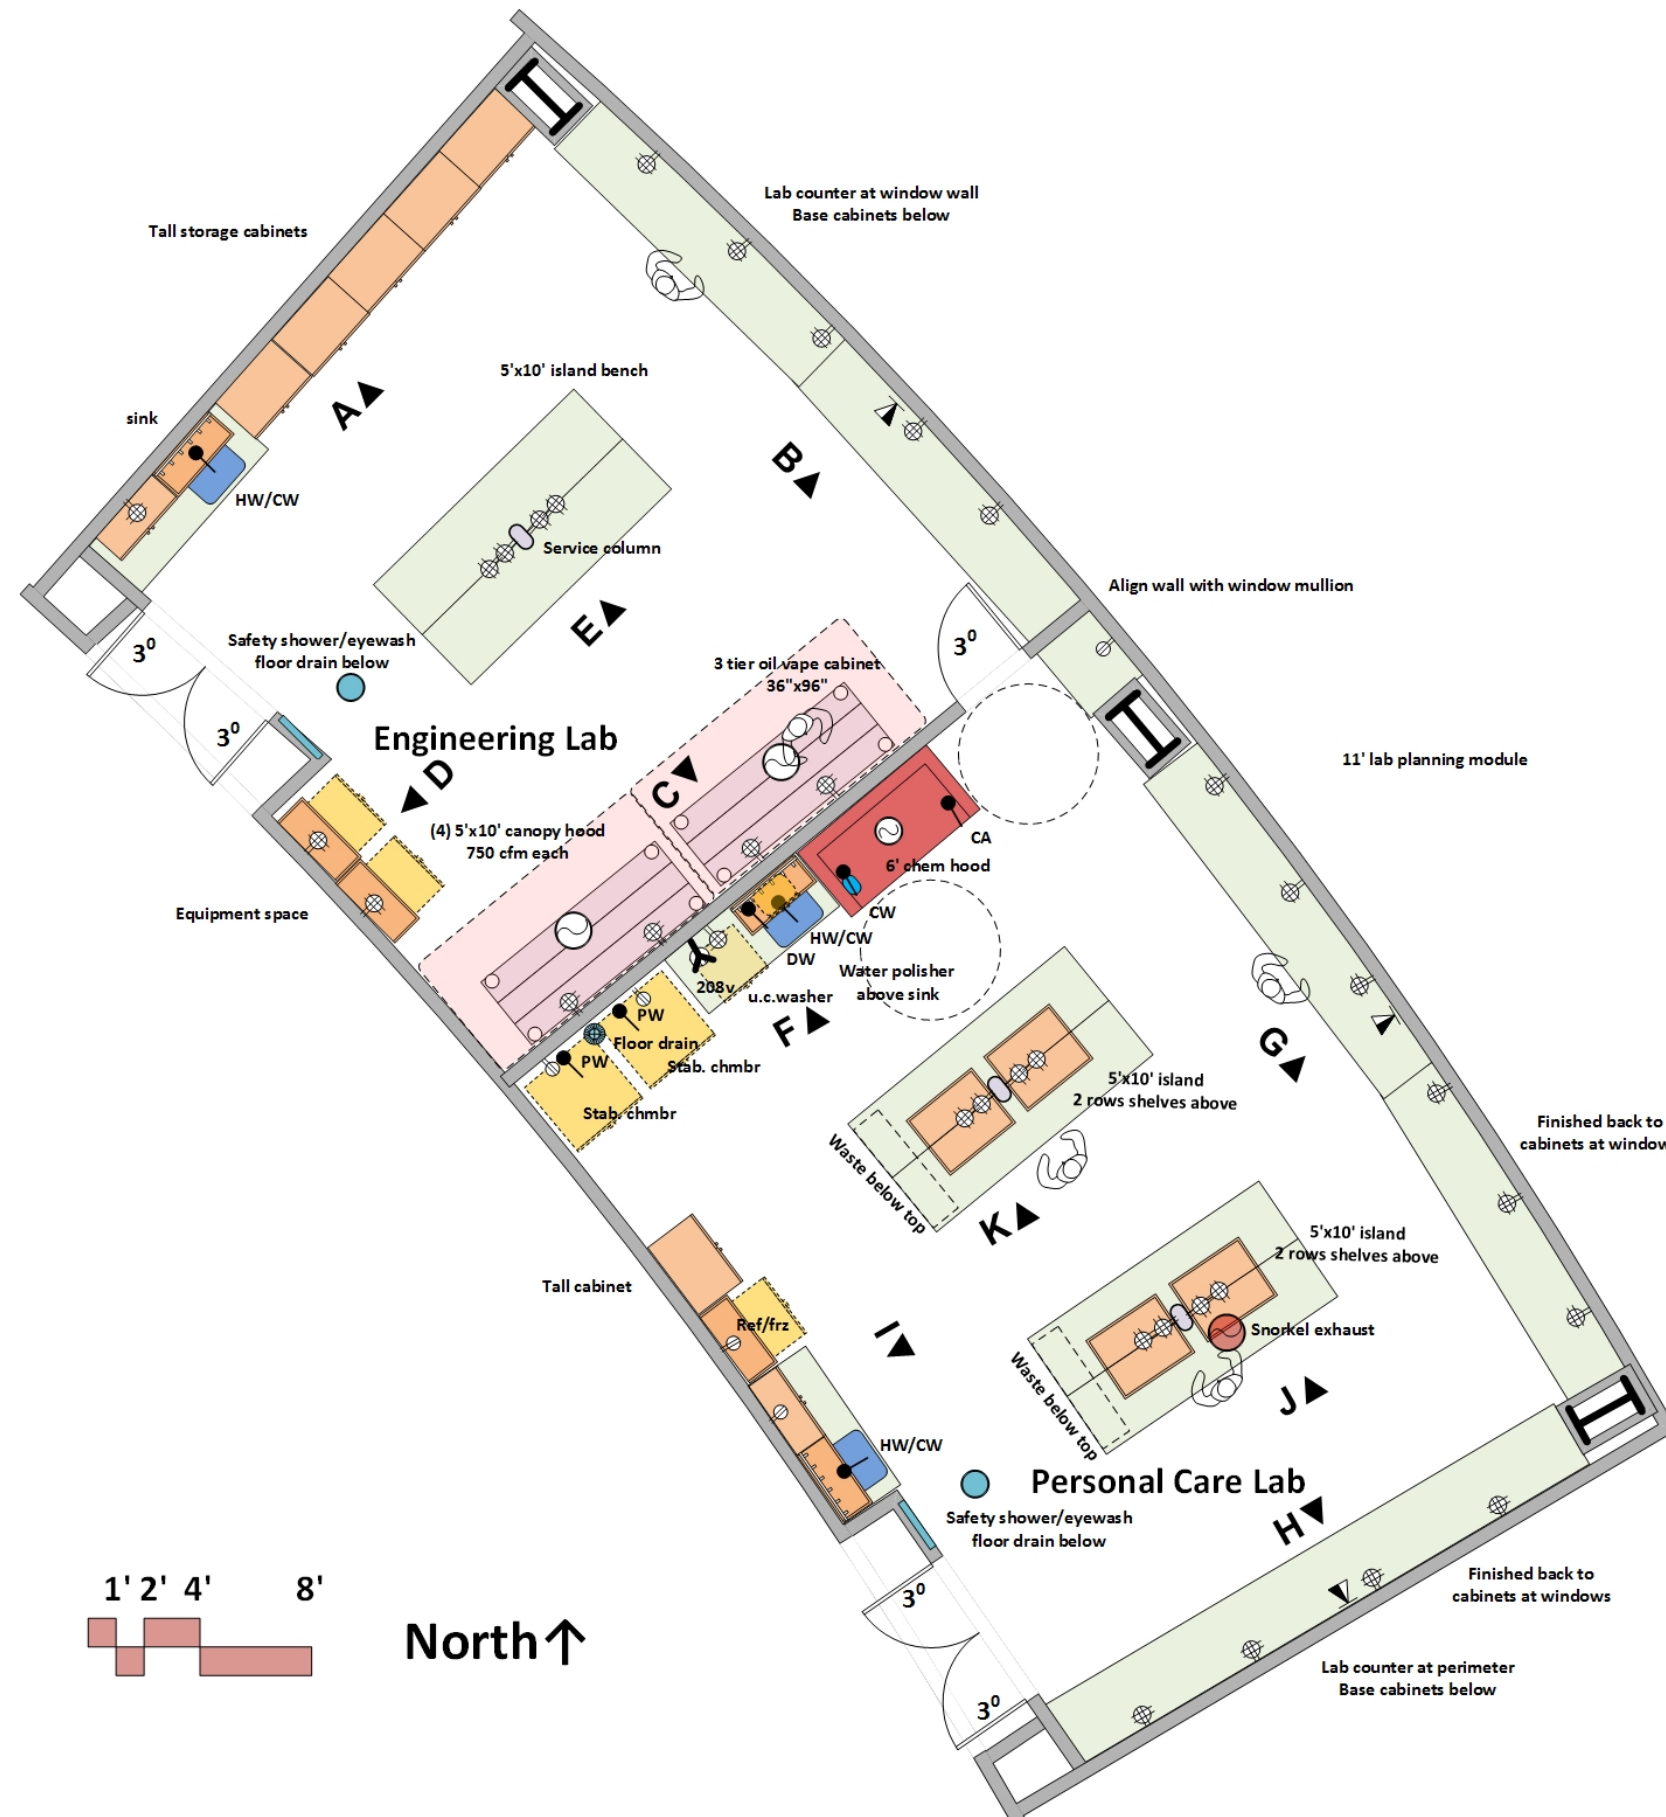 Lab counter at window wall
Base cabinets below
Tall storage cabinets
5'x10' island bench
A
sink
B
HW/CW
Service column
Align wall with window mullion
E
3⁰
3⁰
Safety shower/eyewash
floor drain below
3 tier oil vape cabinet
36"x96"
3⁰
Engineering Lab
11' lab planning module
D
C
(4) 5'x10' canopy hood
750 cfm each
CA
6' chem hood
Equipment space
CW
HW/CW
DW
Water polisher
above sink
208v
u.c.washer
PW
F
Floor drain
PW
Stab. chmbr
Stab. chmbr
G
5'x10' island
2 rows shelves above
Finished back to
cabinets at window
Waste below top
K
5'x10' island
2 rows shelves above
Tall cabinet
Ref/frz
I
Snorkel exhaust
Waste below top
J
HW/CW
Personal Care Lab
Safety shower/eyewash
floor drain below
H
3⁰
Finished back to
cabinets at windows
1' 2' 4' 8'
North↑
3⁰
Lab counter at perimeter
Base cabinets below